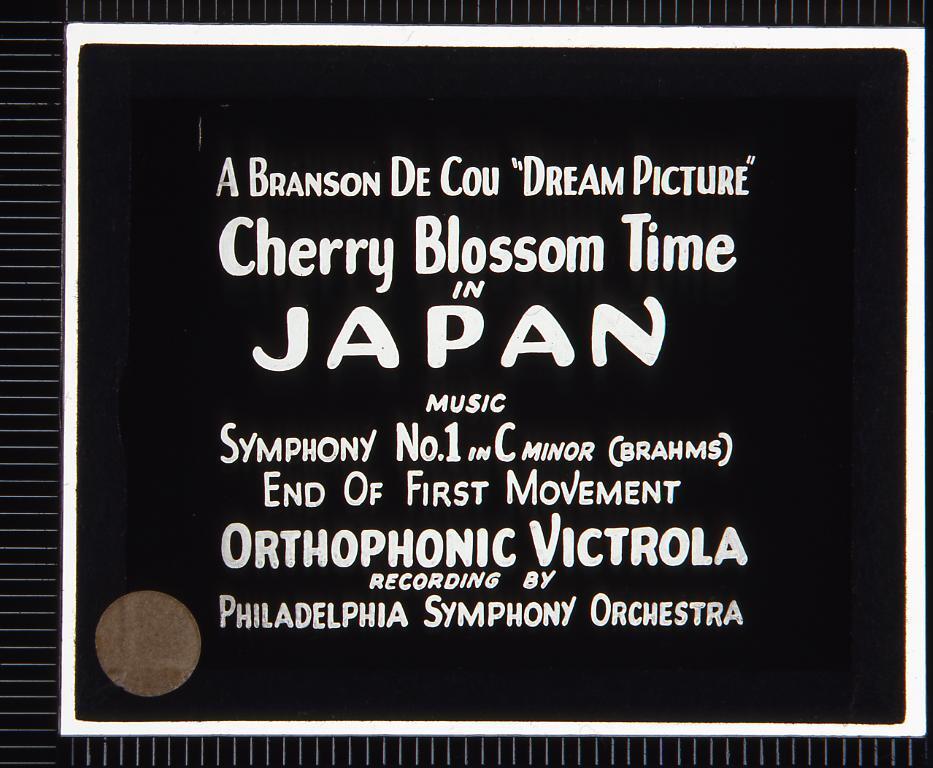 A BRANSON DE COU "DREAM PICTURE"
Cherry Blossom Time
IN
JAPAN
MUSIC
SYMPHONY No.1 IN C MINOR (BRAHMS)
END OF FIRST MOVEMENT
ORTHOPHONIC VICTROLA
RECORDING BY
PHILADELPHIA SYMPHONY ORCHESTRA